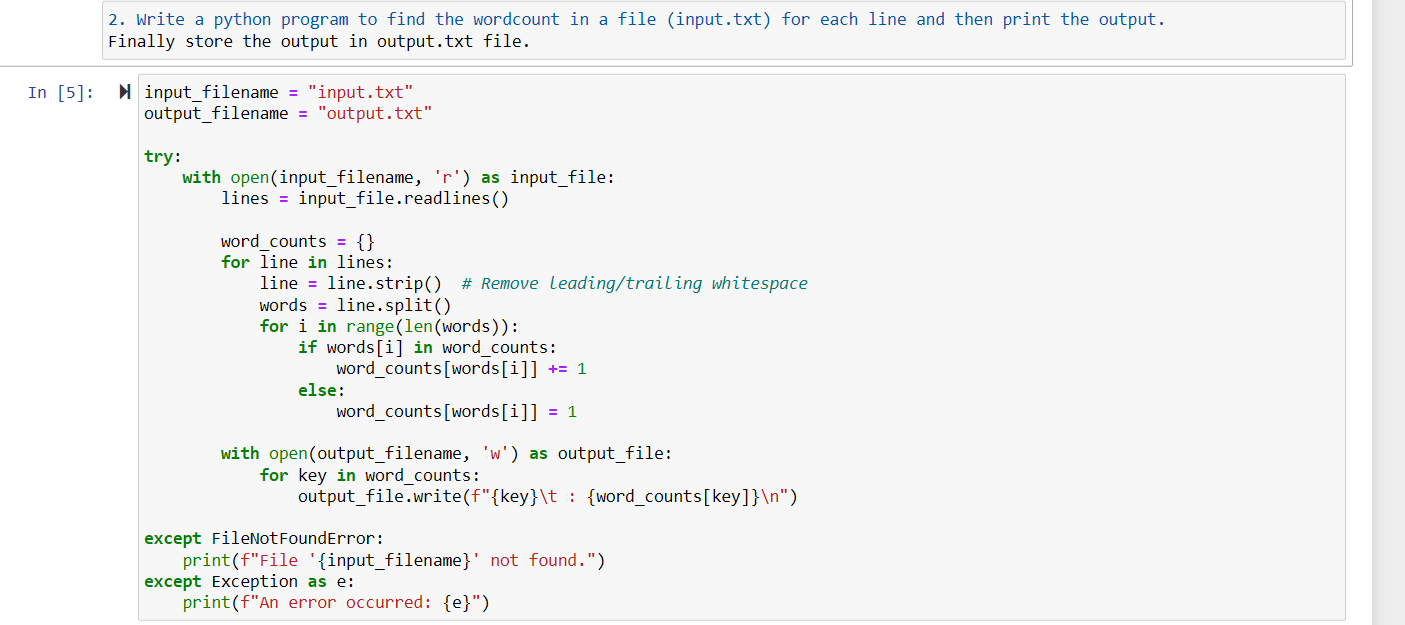 2. Write a python program to find the wordcount in a file (input.txt) for each line and then print the output.
Finally store the output in output.txt file.
In [5]:
input_filename = "input.txt"
output_filename = "output.txt"

try:
    with open(input_filename, 'r') as input_file:
        lines = input_file.readlines()

        word_counts = {}
        for line in lines:
            line = line.strip()  # Remove leading/trailing whitespace
            words = line.split()
            for i in range(len(words)):
                if words[i] in word_counts:
                    word_counts[words[i]] += 1
                else:
                    word_counts[words[i]] = 1

        with open(output_filename, 'w') as output_file:
            for key in word_counts:
                output_file.write(f"{key}\t : {word_counts[key]}\n")

except FileNotFoundError:
    print(f"File '{input_filename}' not found.")
except Exception as e:
    print(f"An error occurred: {e}")